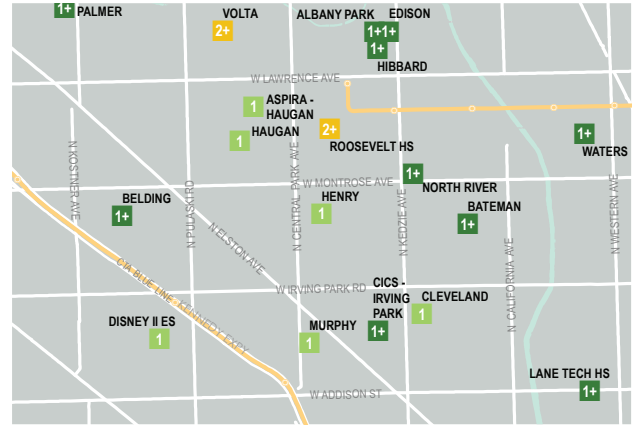 1+ PALMER
VOLTA
2+
ALBANY PARK
EDISON
1+ 1+
1+
HIBBARD
W LAWRENCE AVE
1 ASPIRA -
HAUGAN
1 HAUGAN
2+
ROOSEVELT HS
1+
WATERS
N KOSTNER AVE
N PULASKI RD
N ELSTON AVE
N CENTRAL PARK AVE
N KEDZIE AVE
N CALIFORNIA AVE
N WESTERN AVE
W MONTROSE AVE
1+
NORTH RIVER
BELDING
1+
HENRY
1
BATEMAN
1+
CTA BLUE LINE - KENNEDY EXPY
W IRVING PARK RD
CICS -
IRVING
PARK
1+
CLEVELAND
1
DISNEY II ES
1
MURPHY
1
LANE TECH HS
1+
W ADDISON ST